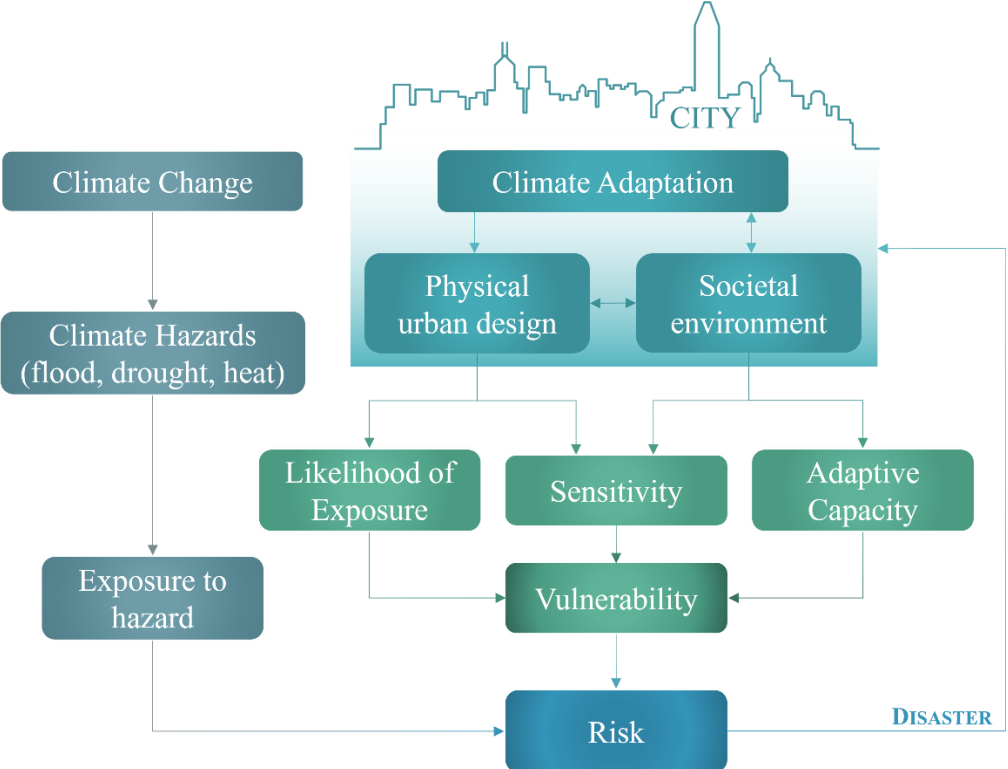 CITY
Climate Change
Climate Adaptation
Physical
urban design
Societal
environment
Climate Hazards
(flood, drought, heat)
Likelihood of
Exposure
Sensitivity
Adaptive
Capacity
Exposure to
hazard
Vulnerability
Risk
DISASTER